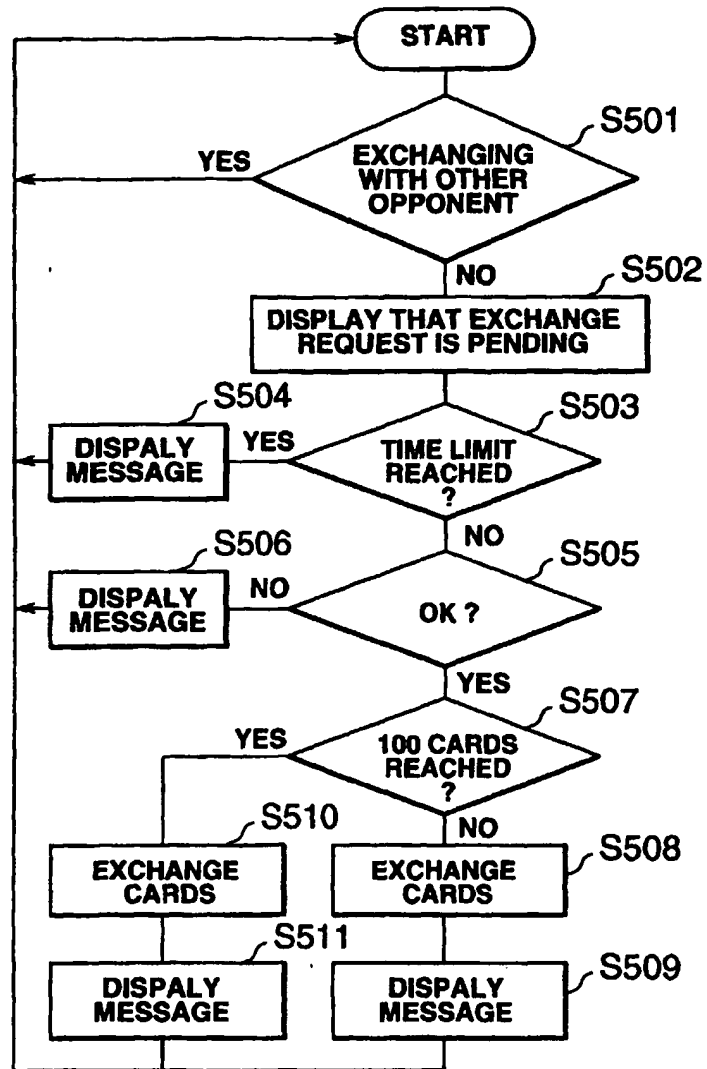 START
S501
YES
EXCHANGING
WITH OTHER
OPPONENT
NO
S502
DISPLAY THAT EXCHANGE
REQUEST IS PENDING
S504
S503
DISPALY
MESSAGE
YES
TIME LIMIT
REACHED
?
NO
S506
S505
DISPALY
MESSAGE
NO
OK ?
YES
S507
YES
100 CARDS
REACHED
?
NO
S510
EXCHANGE
CARDS
S508
EXCHANGE
CARDS
S511
DISPALY
MESSAGE
S509
DISPALY
MESSAGE